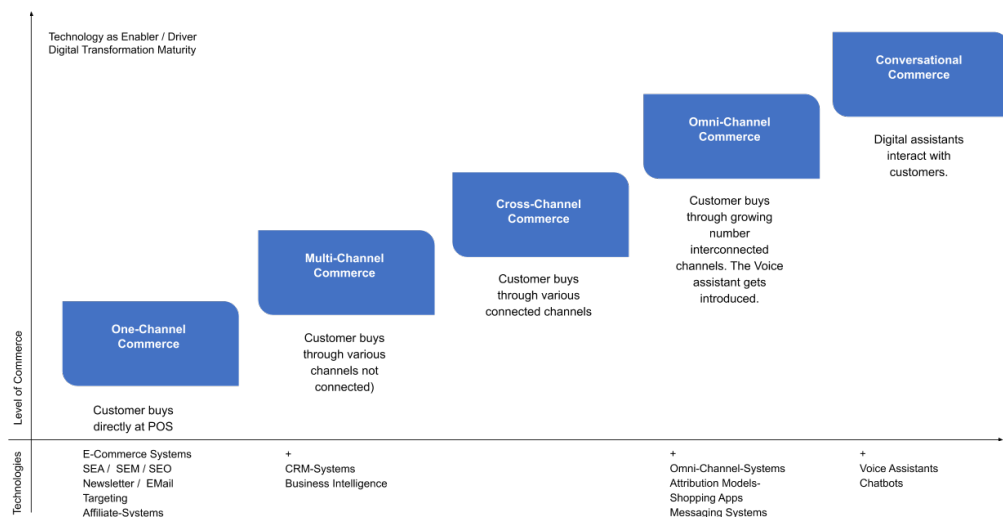 Technology as Enabler / Driver
Digital Transformation Maturity
Level of Commerce
One-Channel
Commerce
Customer buys
directly at POS
Multi-Channel
Commerce
Customer buys
through various
channels not
connected)
Cross-Channel
Commerce
Customer buys
through various
connected channels
Omni-Channel
Commerce
Customer buys
through growing
number
interconnected
channels. The Voice
assistant gets
introduced.
Conversational
Commerce
Digital assistants
interact with
customers.
Technologies
E-Commerce Systems
SEA / SEM / SEO
Newsletter / EMail
Targeting
Affiliate-Systems
+
CRM-Systems
Business Intelligence
+
Omni-Channel-Systems
Attribution Models-
Shopping Apps
Messaging Systems
+
Voice Assistants
Chatbots